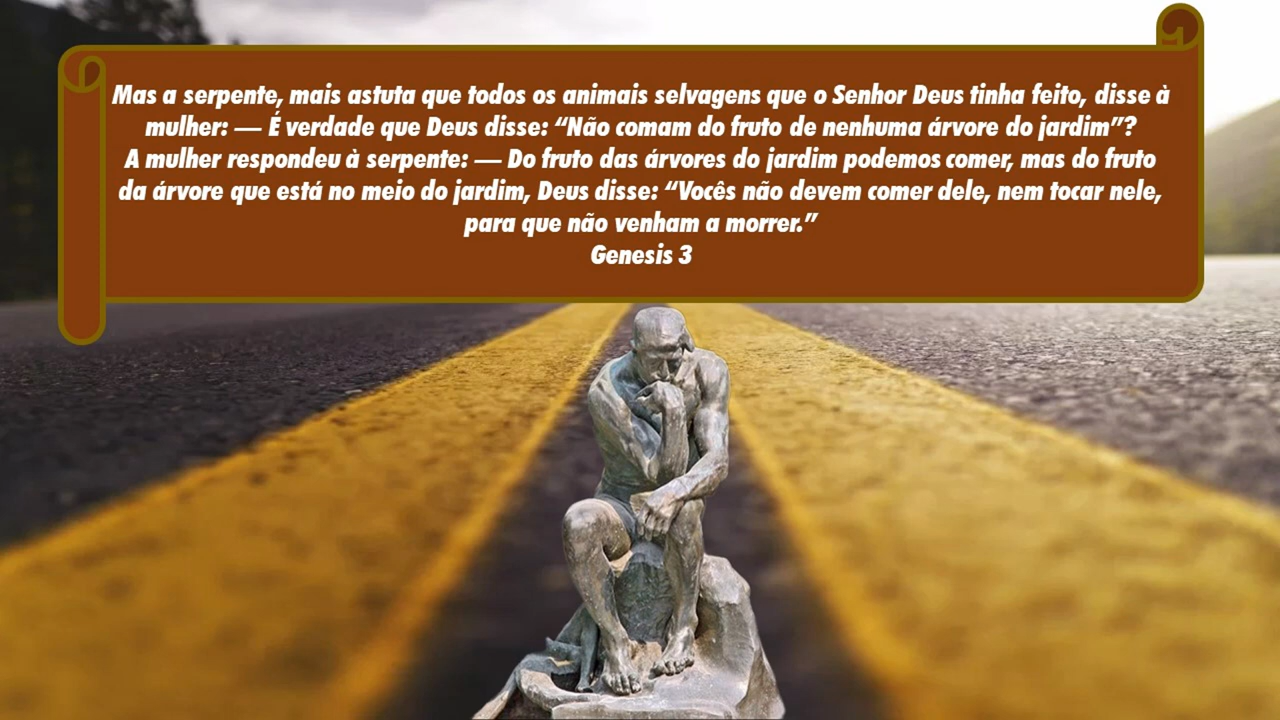 Mas a serpente, mais astuta que todos os animais selvagens que o Senhor Deus tinha feito, disse à
mulher: — É verdade que Deus disse: “Não comam do fruto de nenhuma árvore do jardim”?
A mulher respondeu à serpente: — Do fruto das árvores do jardim podemos comer, mas do fruto
da árvore que está no meio do jardim, Deus disse: “Vocês não devem comer dele, nem tocar nele,
para que não venham a morrer.”
Genesis 3